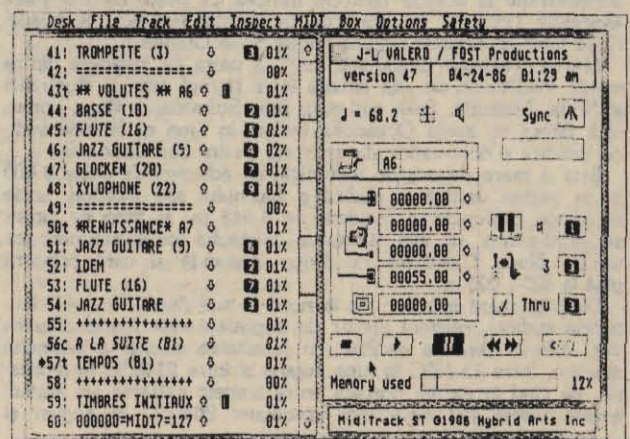 Desk File Track Edit Inspect MIDI Box Options Safety
41: TROMPETTE (3) 3 01%
42: ================= 00%
43t ** VOLUTES ** A6 01%
44: BASSE (10) 2 01%
45: FLUTE (16) 5 01%
46: JAZZ GUITARE (5) 4 02%
47: GLOCKEN (20) 7 01%
48: XYLOPHONE (22) 9 01%
49: ================= 00%
50t *RENAISSANCE* A7 01%
51: JAZZ GUITARE (9) 6 01%
52: IDEM 2 01%
53: FLUTE (16) 5 01%
54: JAZZ GUITARE 3 01%
55: ++++++++++++++++ 01%
56c A LA SUITE (B1) 01%
♦57t TEMPOS (B1) 01%
58: ++++++++++++++++ 00%
59: TIMBRES INITIAUX 01%
60: 000000=MIDI7=127 01%
J-L VALERO / FOST Productions
version 47 04-24-86 01:29 am
♩ = 68.2 Sync
A6
00000.00
00000.00 1
00000.00
00055.00 3 3
00000.00 Thru 3
Memory used 12%
MidiTrack ST ©1986 Hybrid Arts Inc